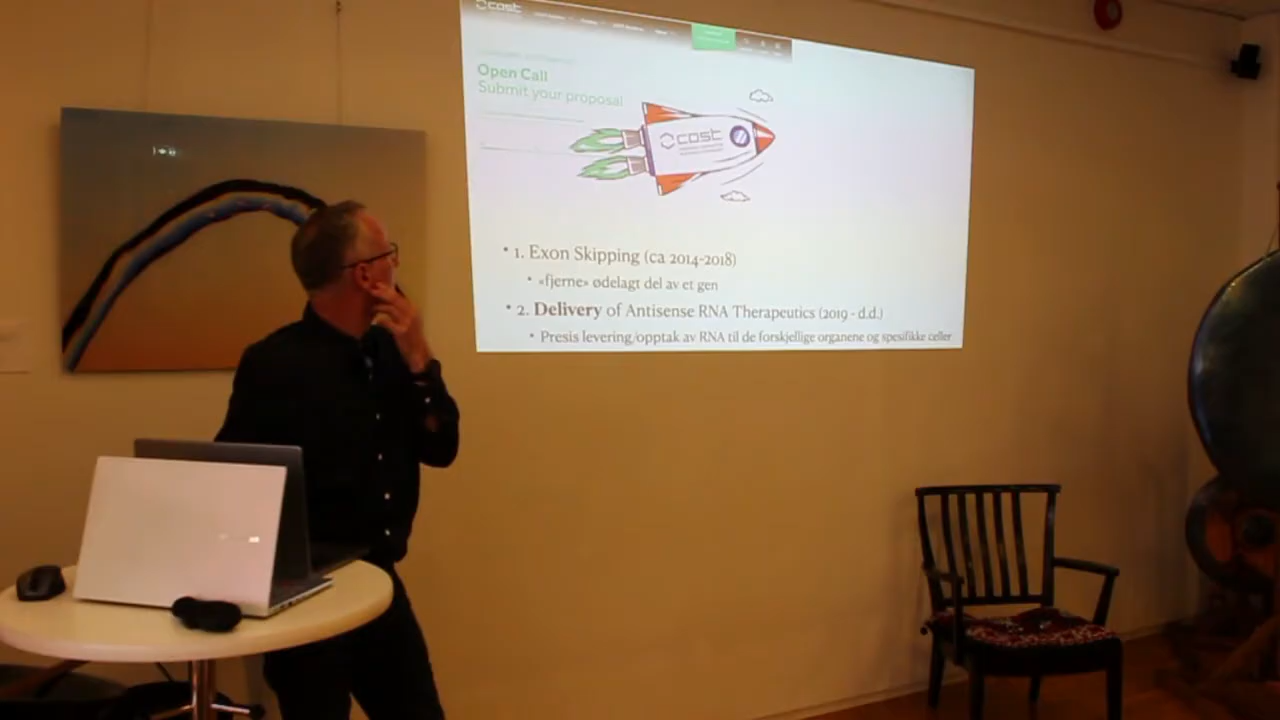 cost
Open Call
Submit your proposal
cost
• 1. Exon Skipping (ca 2014-2018)
• «fjerne» ødelagt del av et gen
• 2. Delivery of Antisense RNA Therapeutics (2019 - d.d.)
• Presis levering/opptak av RNA til de forskjellige organene og spesifikke celler